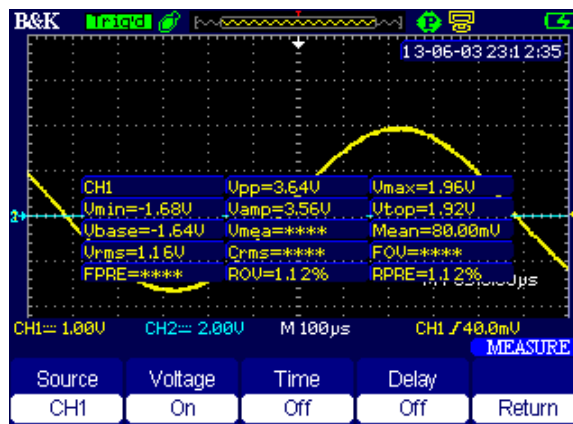 B&K Trig'd P
13-06-03 23:12:35
CH1 Vpp=3.64V Vmax=1.96V
Vmin=-1.68V Vamp=3.56V Vtop=1.92V
Vbase=-1.64V Vmea=**** Mean=80.00mV
Vrms=1.16V Crms=**** FOV=****
FPRE=**** ROV=1.12% RPRE=1.12%
CH1 1.00V CH2 2.00V M 100µs CH1 40.0mV
MEASURE
Source Voltage Time Delay
CH1 On Off Off Return